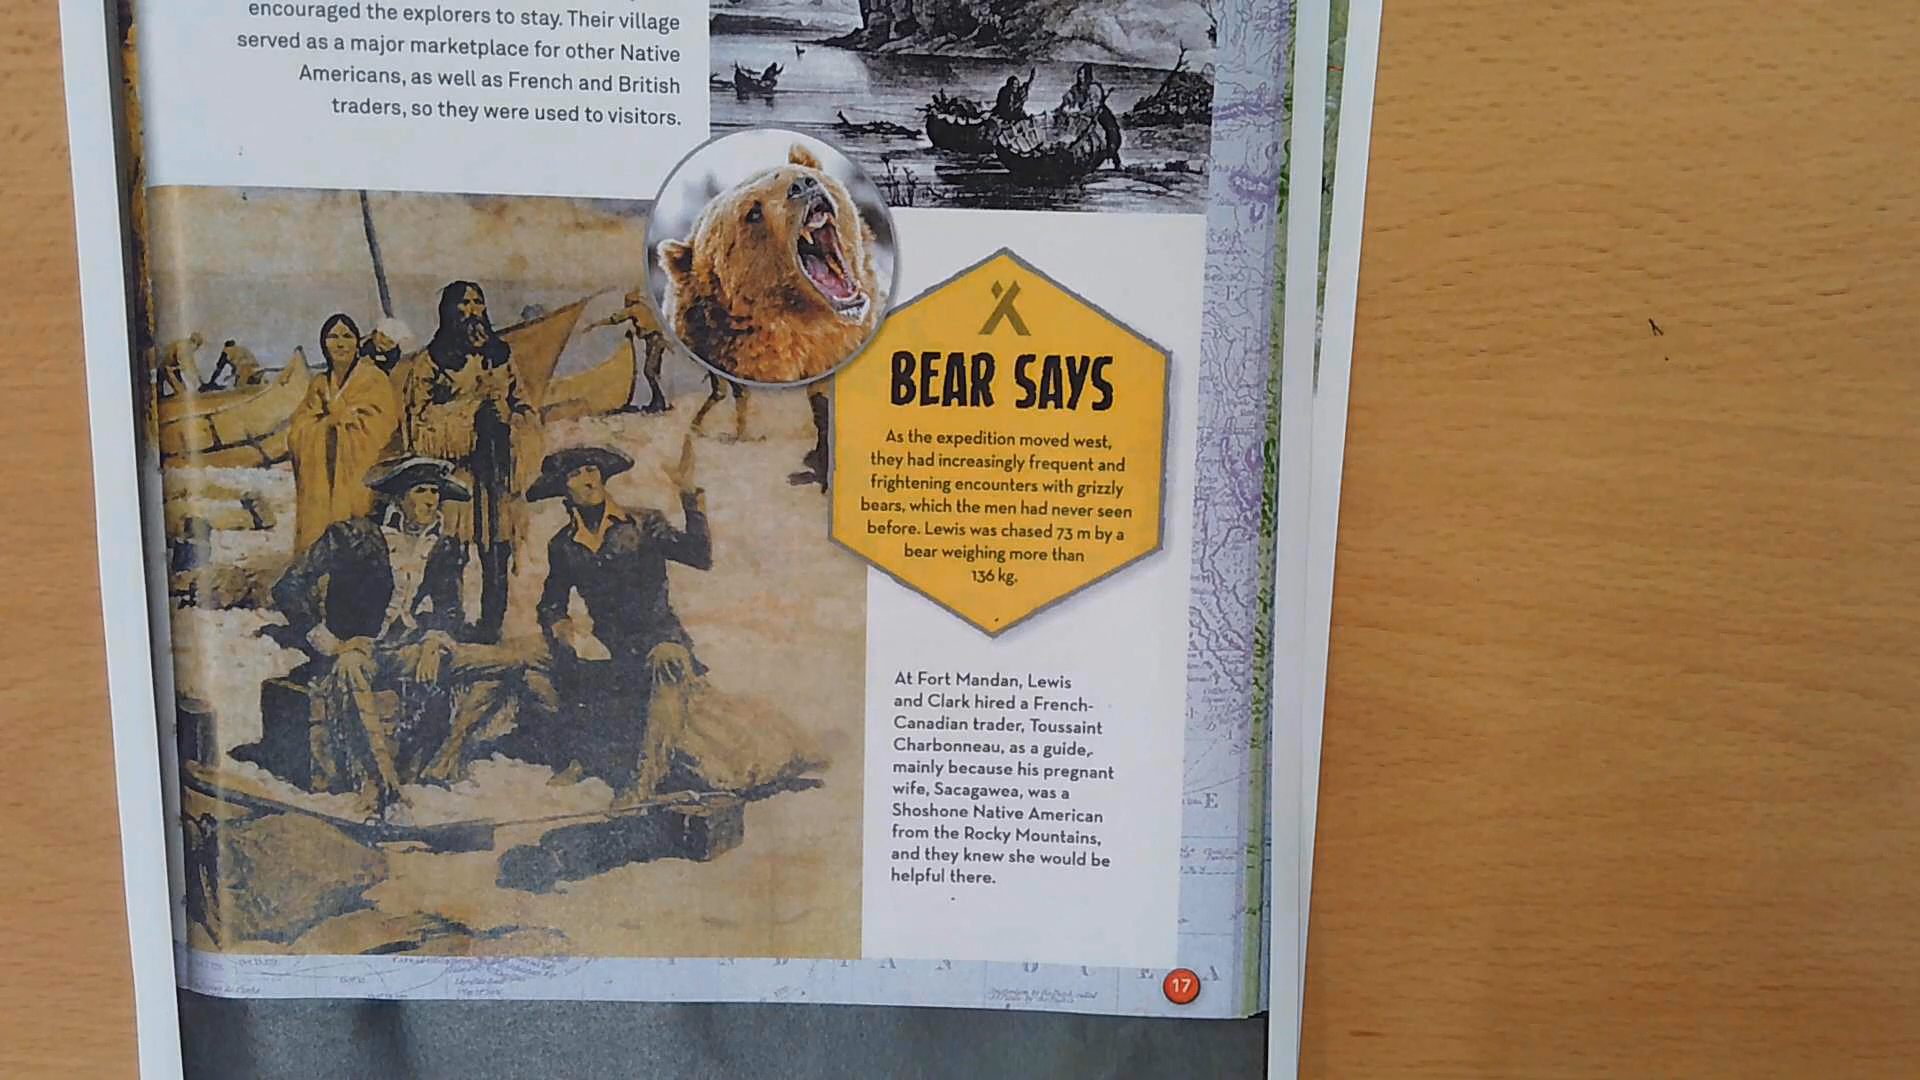 encouraged the explorers to stay. Their village
served as a major marketplace for other Native
Americans, as well as French and British
traders, so they were used to visitors.
BEAR SAYS
As the expedition moved west,
they had increasingly frequent and
frightening encounters with grizzly
bears, which the men had never seen
before. Lewis was chased 73 m by a
bear weighing more than
136 kg.
At Fort Mandan, Lewis
and Clark hired a French-
Canadian trader, Toussaint
Charbonneau, as a guide,
mainly because his pregnant
wife, Sacagawea, was a
Shoshone Native American
from the Rocky Mountains,
and they knew she would be
helpful there.
17